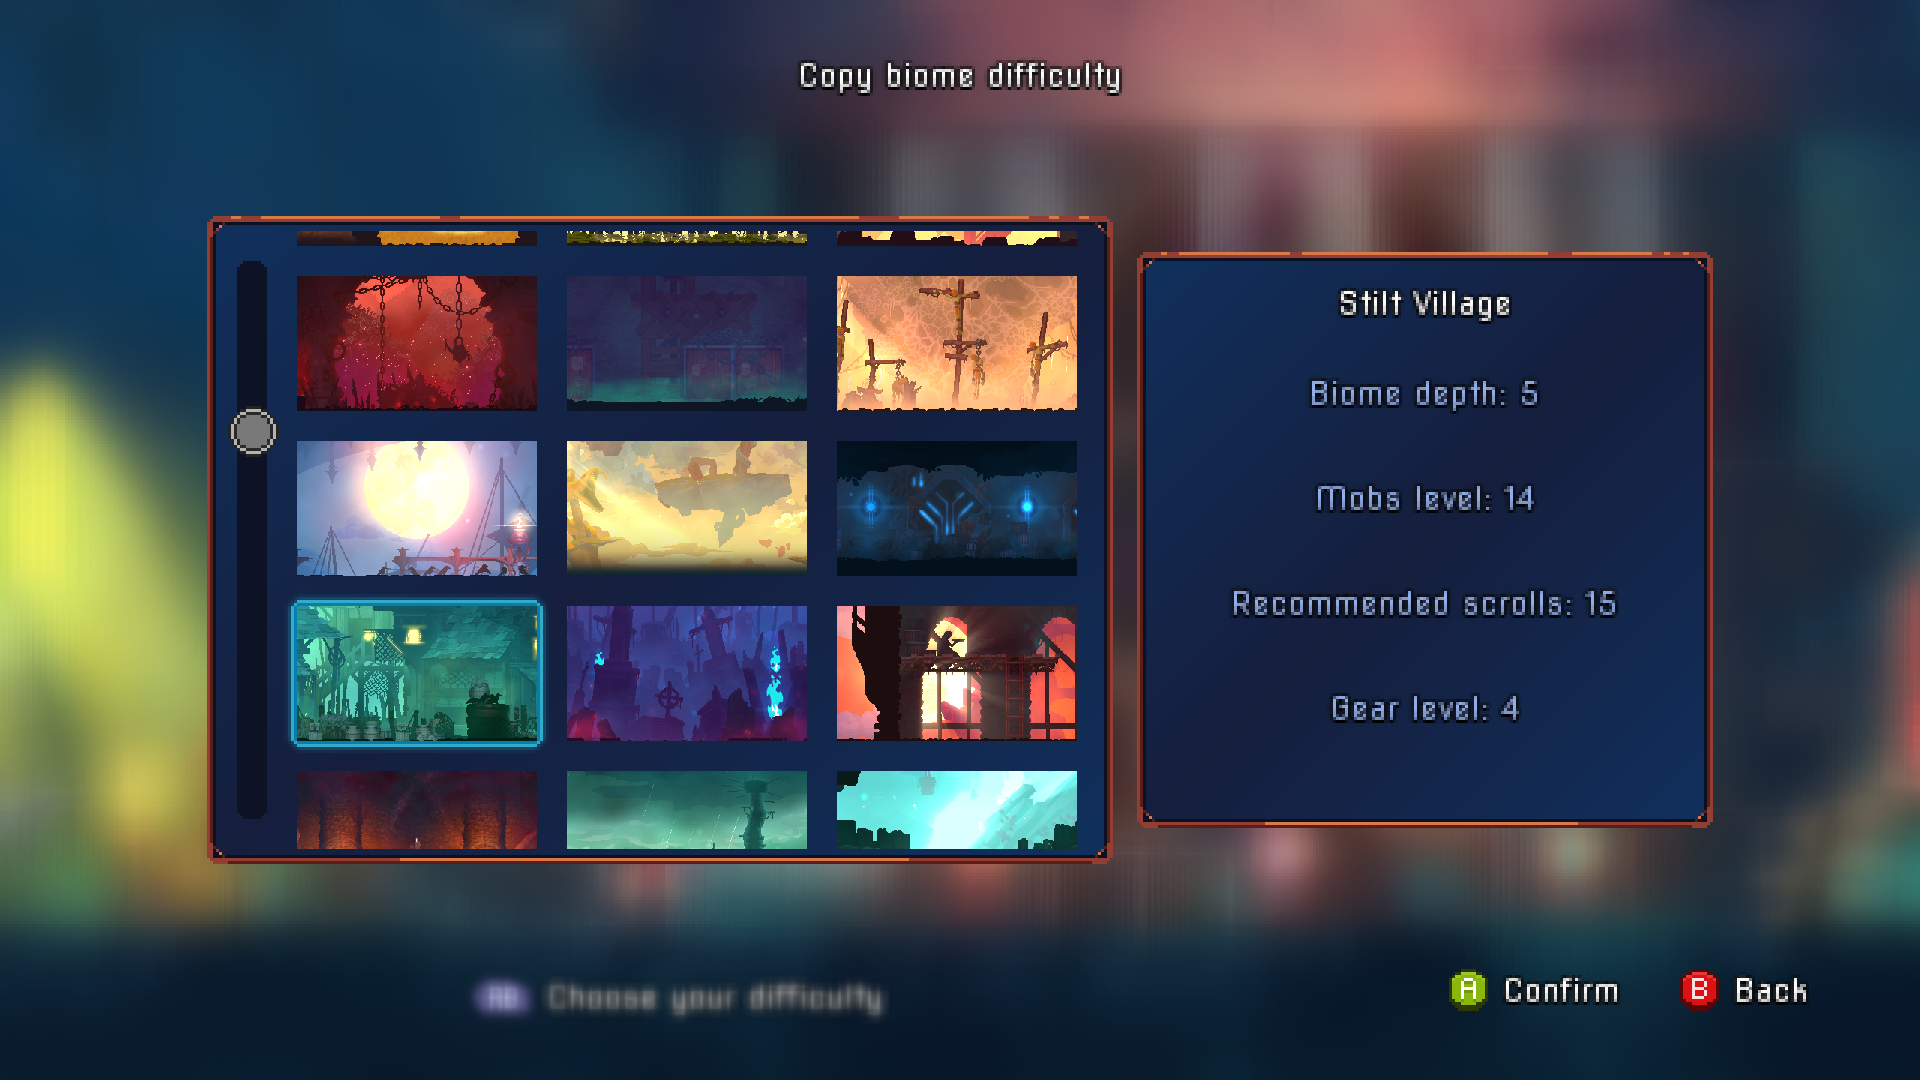 Copy biome difficulty
Stilt Village
Biome depth: 5
Mobs level: 14
Recommended scrolls: 15
Gear level: 4
Choose your difficulty
A Confirm
B Back